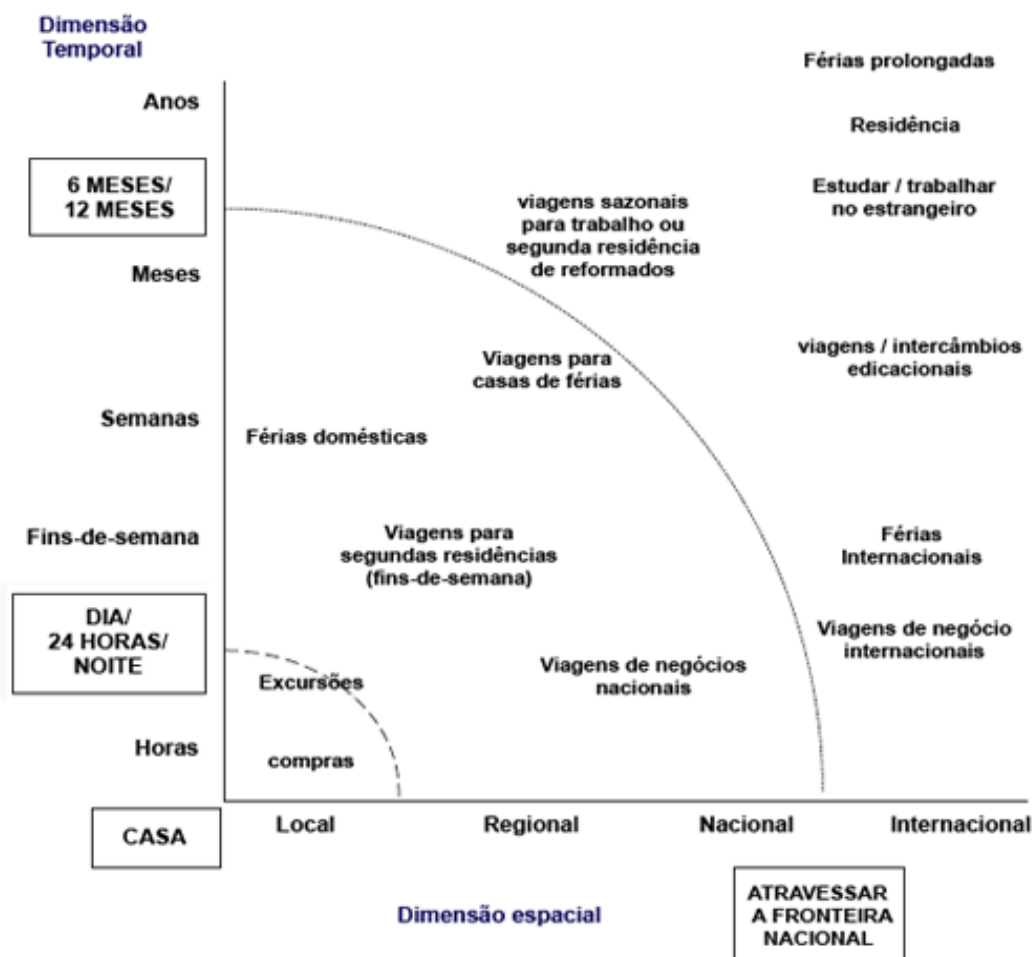 Dimensão
Temporal
Férias prolongadas
Anos
Residência
6 MESES/
12 MESES
Estudar / trabalhar
no estrangeiro
viagens sazonais
para trabalho ou
segunda residência
de reformados
Meses
Viagens para
casas de férias
viagens / intercâmbios
edicacionais
Semanas
Férias domésticas
Fins-de-semana
Viagens para
segundas residências
(fins-de-semana)
Férias
Internacionais
DIA/
24 HORAS/
NOITE
Viagens de negócio
internacionais
Viagens de negócios
nacionais
Excursões
Horas
compras
CASA
Local
Regional
Nacional
Internacional
Dimensão espacial
ATRAVESSAR
A FRONTEIRA
NACIONAL